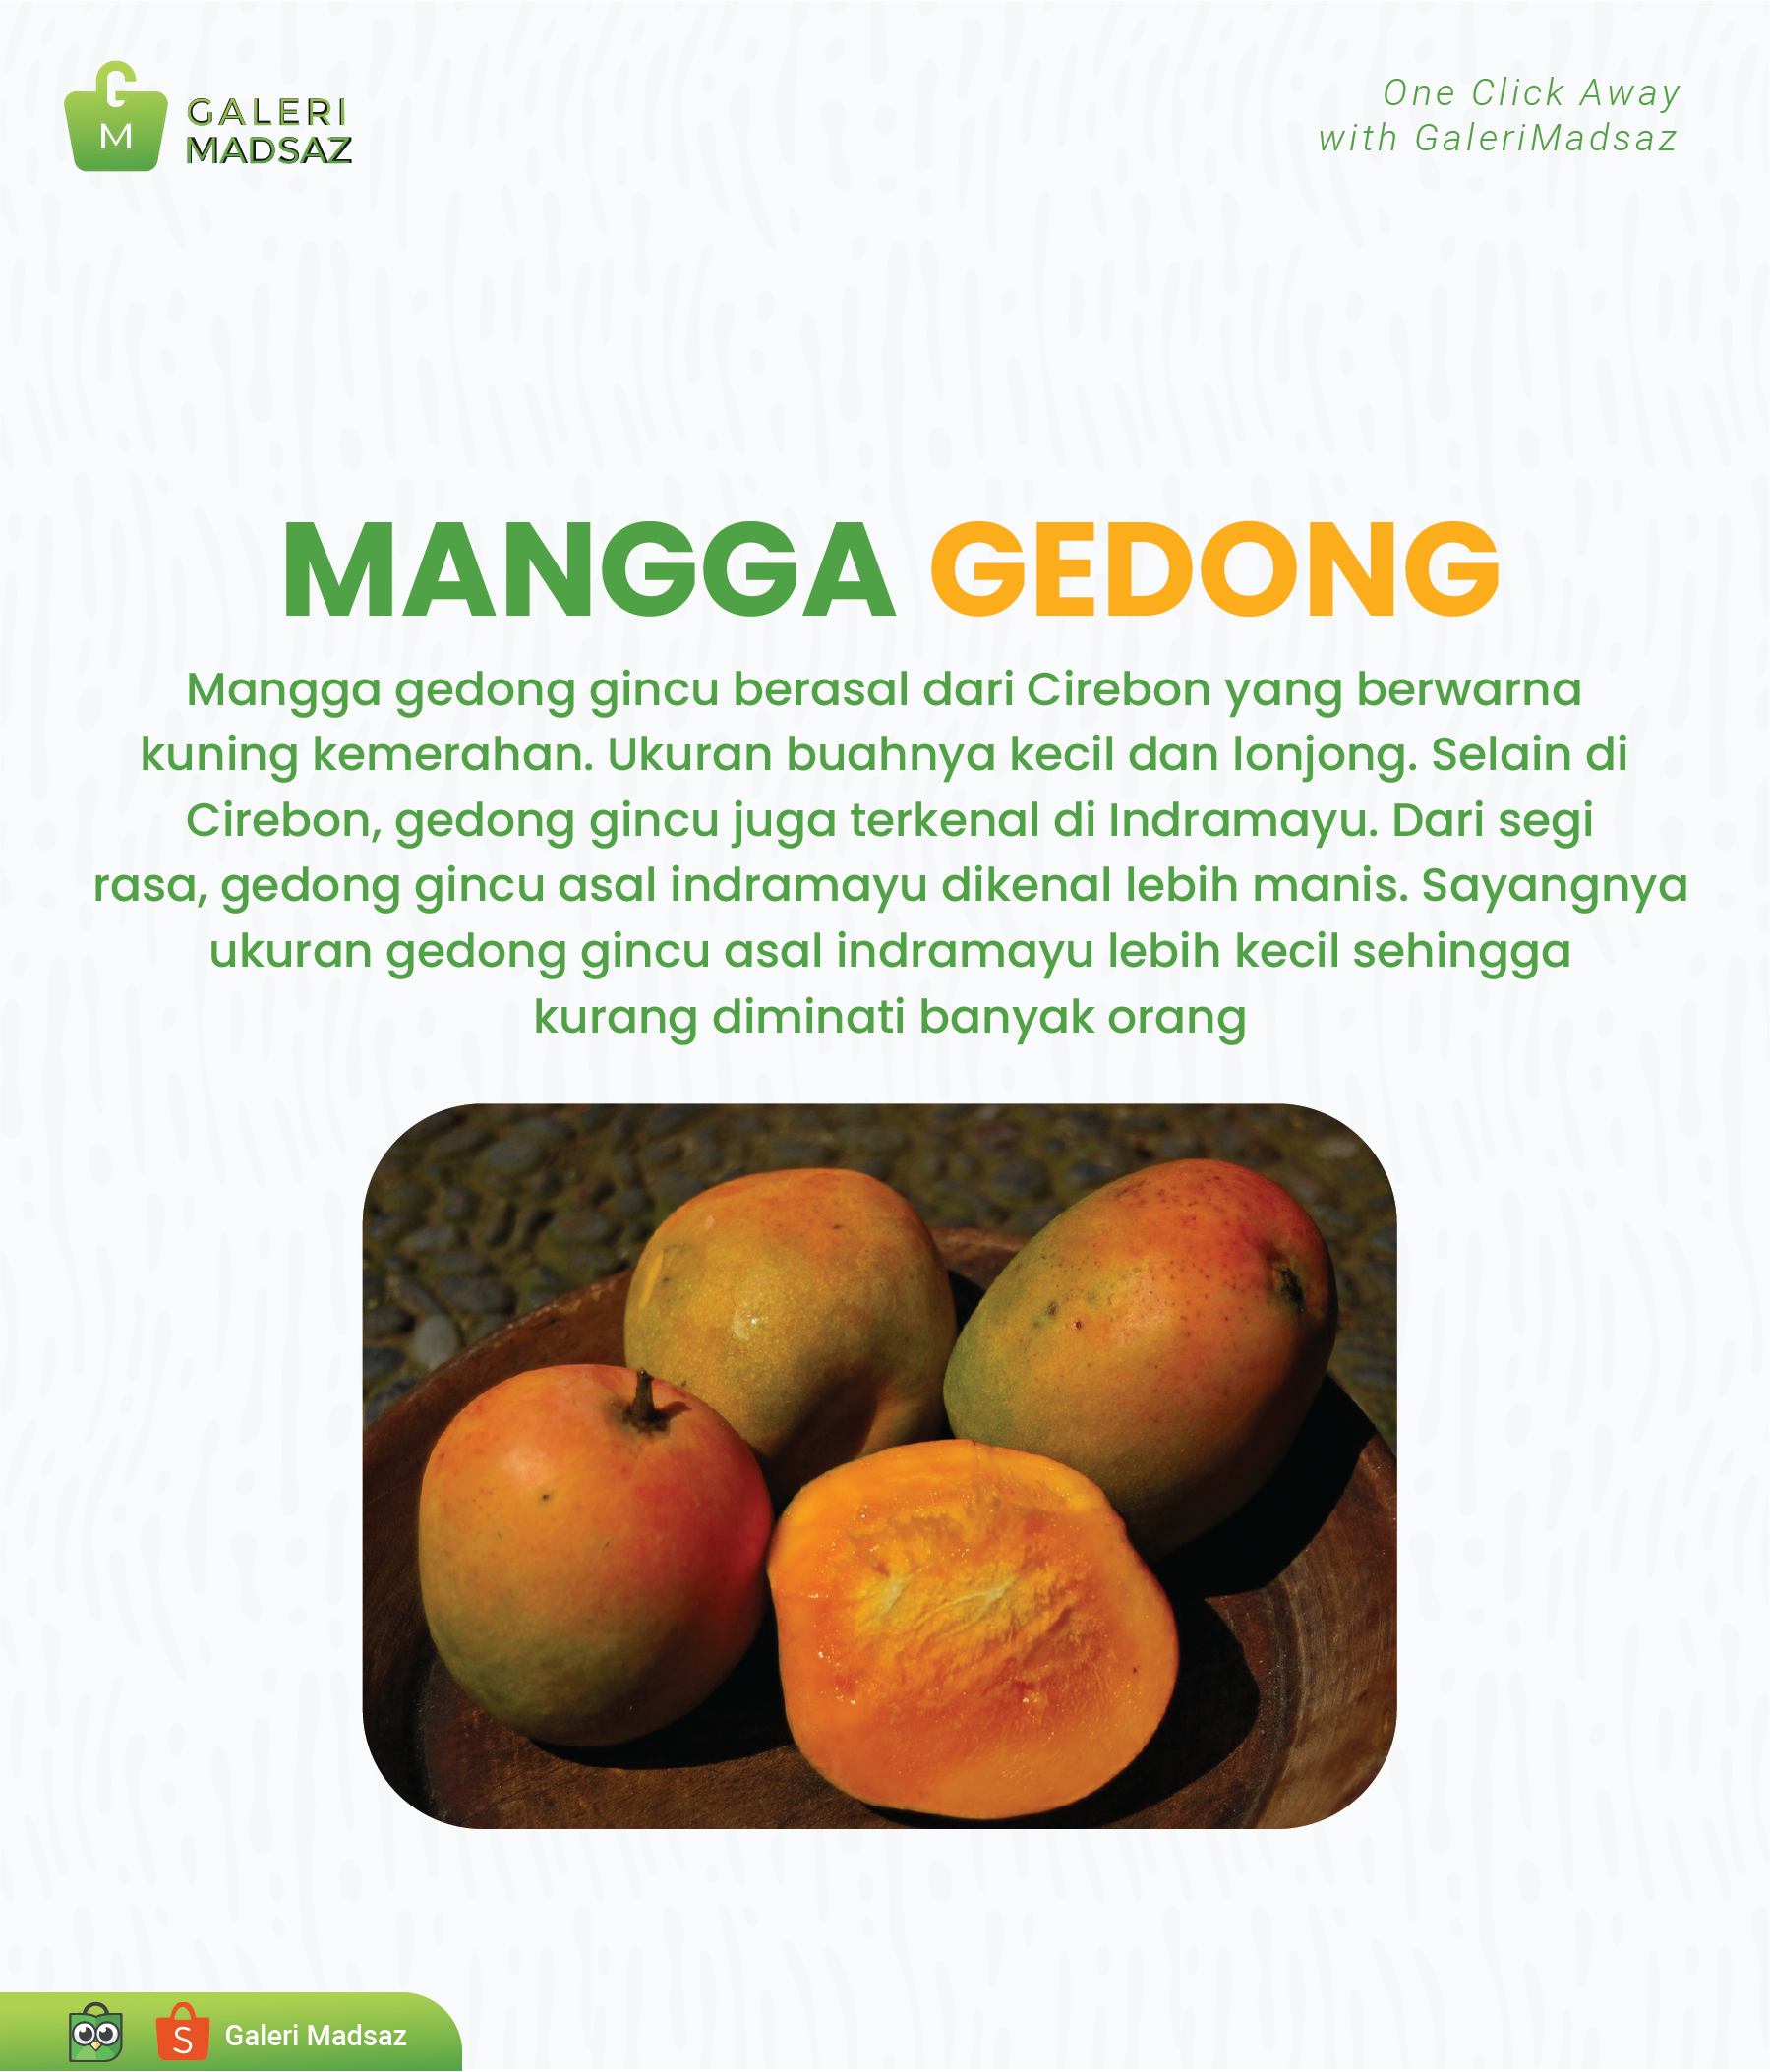 GALERI
MADSAZ
One Click Away
with GaleriMadsaz
MANGGA GEDONG
Mangga gedong gincu berasal dari Cirebon yang berwarna
kuning kemerahan. Ukuran buahnya kecil dan lonjong. Selain di
Cirebon, gedong gincu juga terkenal di Indramayu. Dari segi
rasa, gedong gincu asal indramayu dikenal lebih manis. Sayangnya
ukuran gedong gincu asal indramayu lebih kecil sehingga
kurang diminati banyak orang
Galeri Madsaz